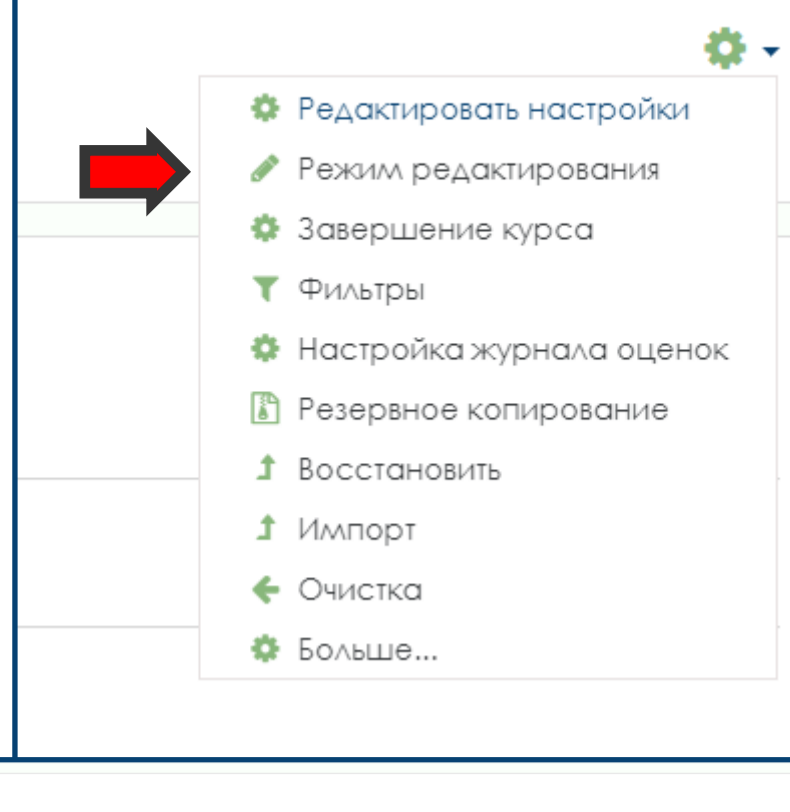 Редактировать настройки
Режим редактирования
Завершение курса
Фильтры
Настройка журнала оценок
Резервное копирование
Восстановить
Импорт
Очистка
Больше...